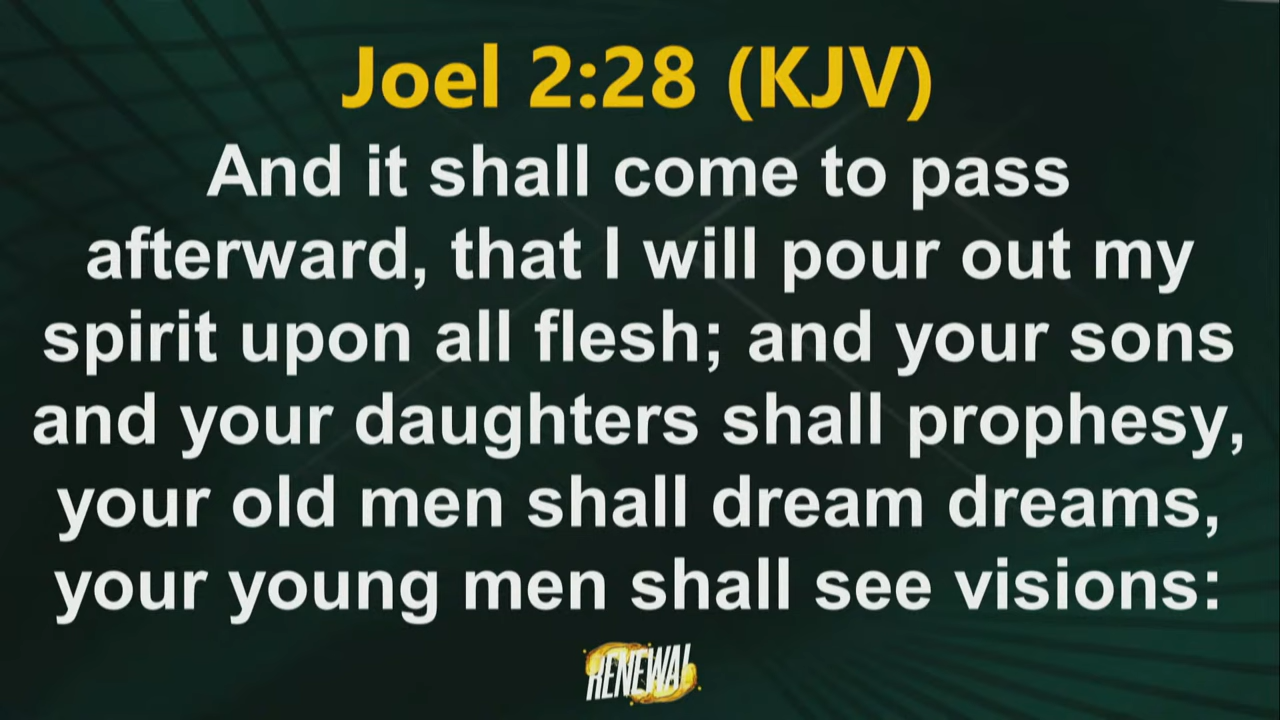 Joel 2:28 (KJV)
And it shall come to pass
afterward, that I will pour out my
spirit upon all flesh; and your sons
and your daughters shall prophesy,
your old men shall dream dreams,
your young men shall see visions:
RENEWAL